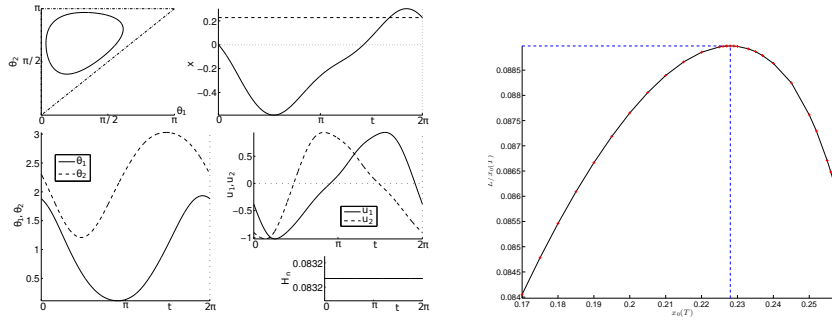 π
θ₂ π/2
π/2 π θ₁
0.2
0
x −0.2
−0.4
0 π t 2π
3
2.5
2
θ₁, θ₂ 1.5
1
0.5
θ₁
θ₂
0 π t 2π
0.5
u₁,u₂ 0
−0.5
−1
u₁
u₂
0 π t 2π
0.0832
Hₙ
0.0832
0 π t 2π
0.0885
0.088
0.0875
0.087
L/x₀(T)
0.0865
0.086
0.0855
0.085
0.0845
0.084
0.17 0.18 0.19 0.2 0.21 0.22 0.23 0.24 0.25
x₀(T)